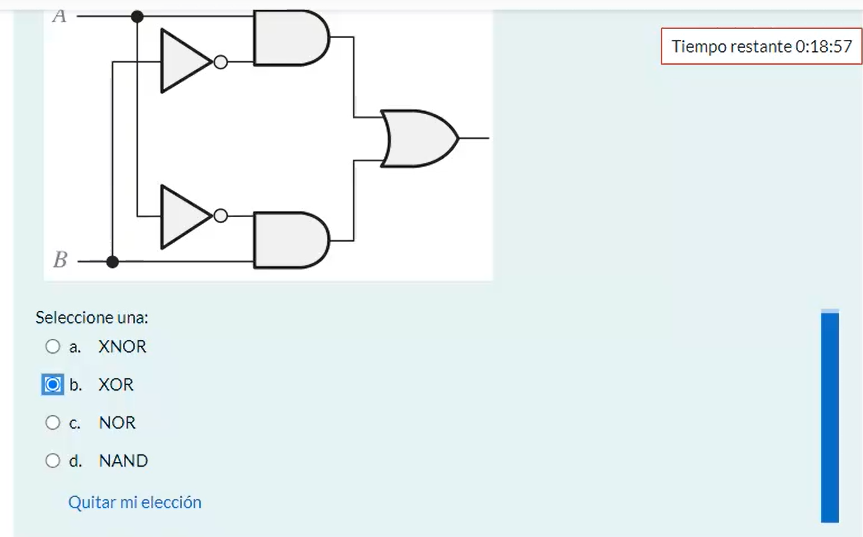 A
Tiempo restante 0:18:57
B
Seleccione una:
a. XNOR
b. XOR
c. NOR
d. NAND
Quitar mi elección